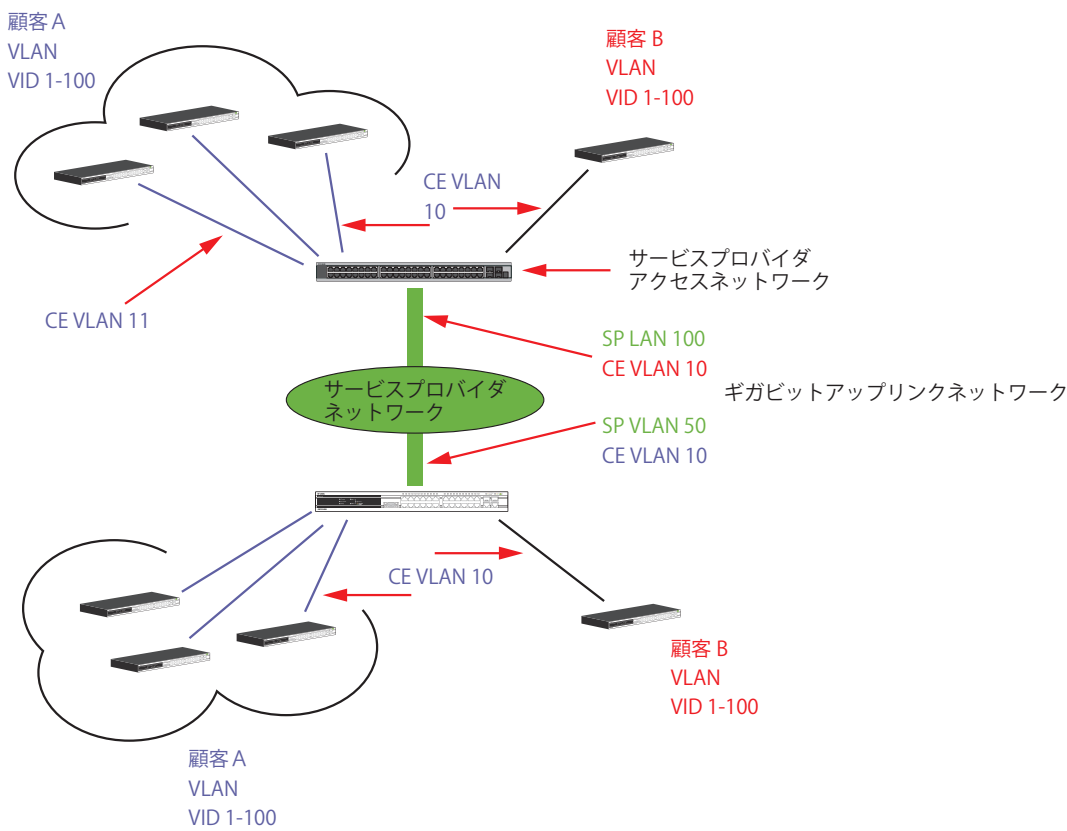 顧客 A
VLAN
VID 1-100
顧客 B
VLAN
VID 1-100
CE VLAN
10
サービスプロバイダ
アクセスネットワーク
CE VLAN 11
SP LAN 100
CE VLAN 10
サービスプロバイダ
ネットワーク
ギガビットアップリンクネットワーク
SP VLAN 50
CE VLAN 10
CE VLAN 10
顧客 B
VLAN
VID 1-100
顧客 A
VLAN
VID 1-100